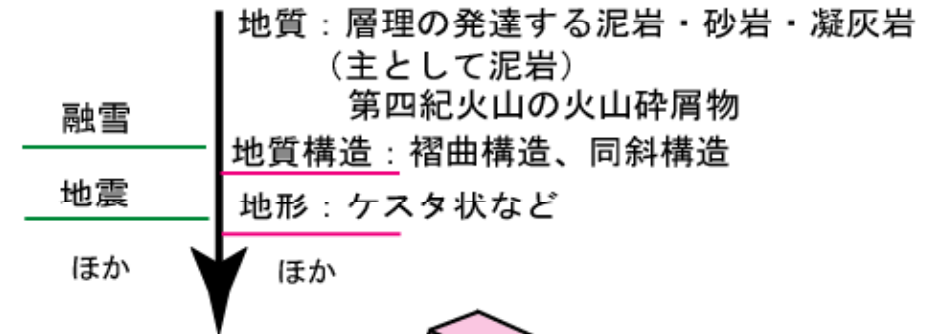 地質：層理の発達する泥岩・砂岩・凝灰岩
（主として泥岩）
第四紀火山の火山砕屑物
融雪
地質構造：褶曲構造、同斜構造
地震
地形：ケスタ状など
ほか
ほか